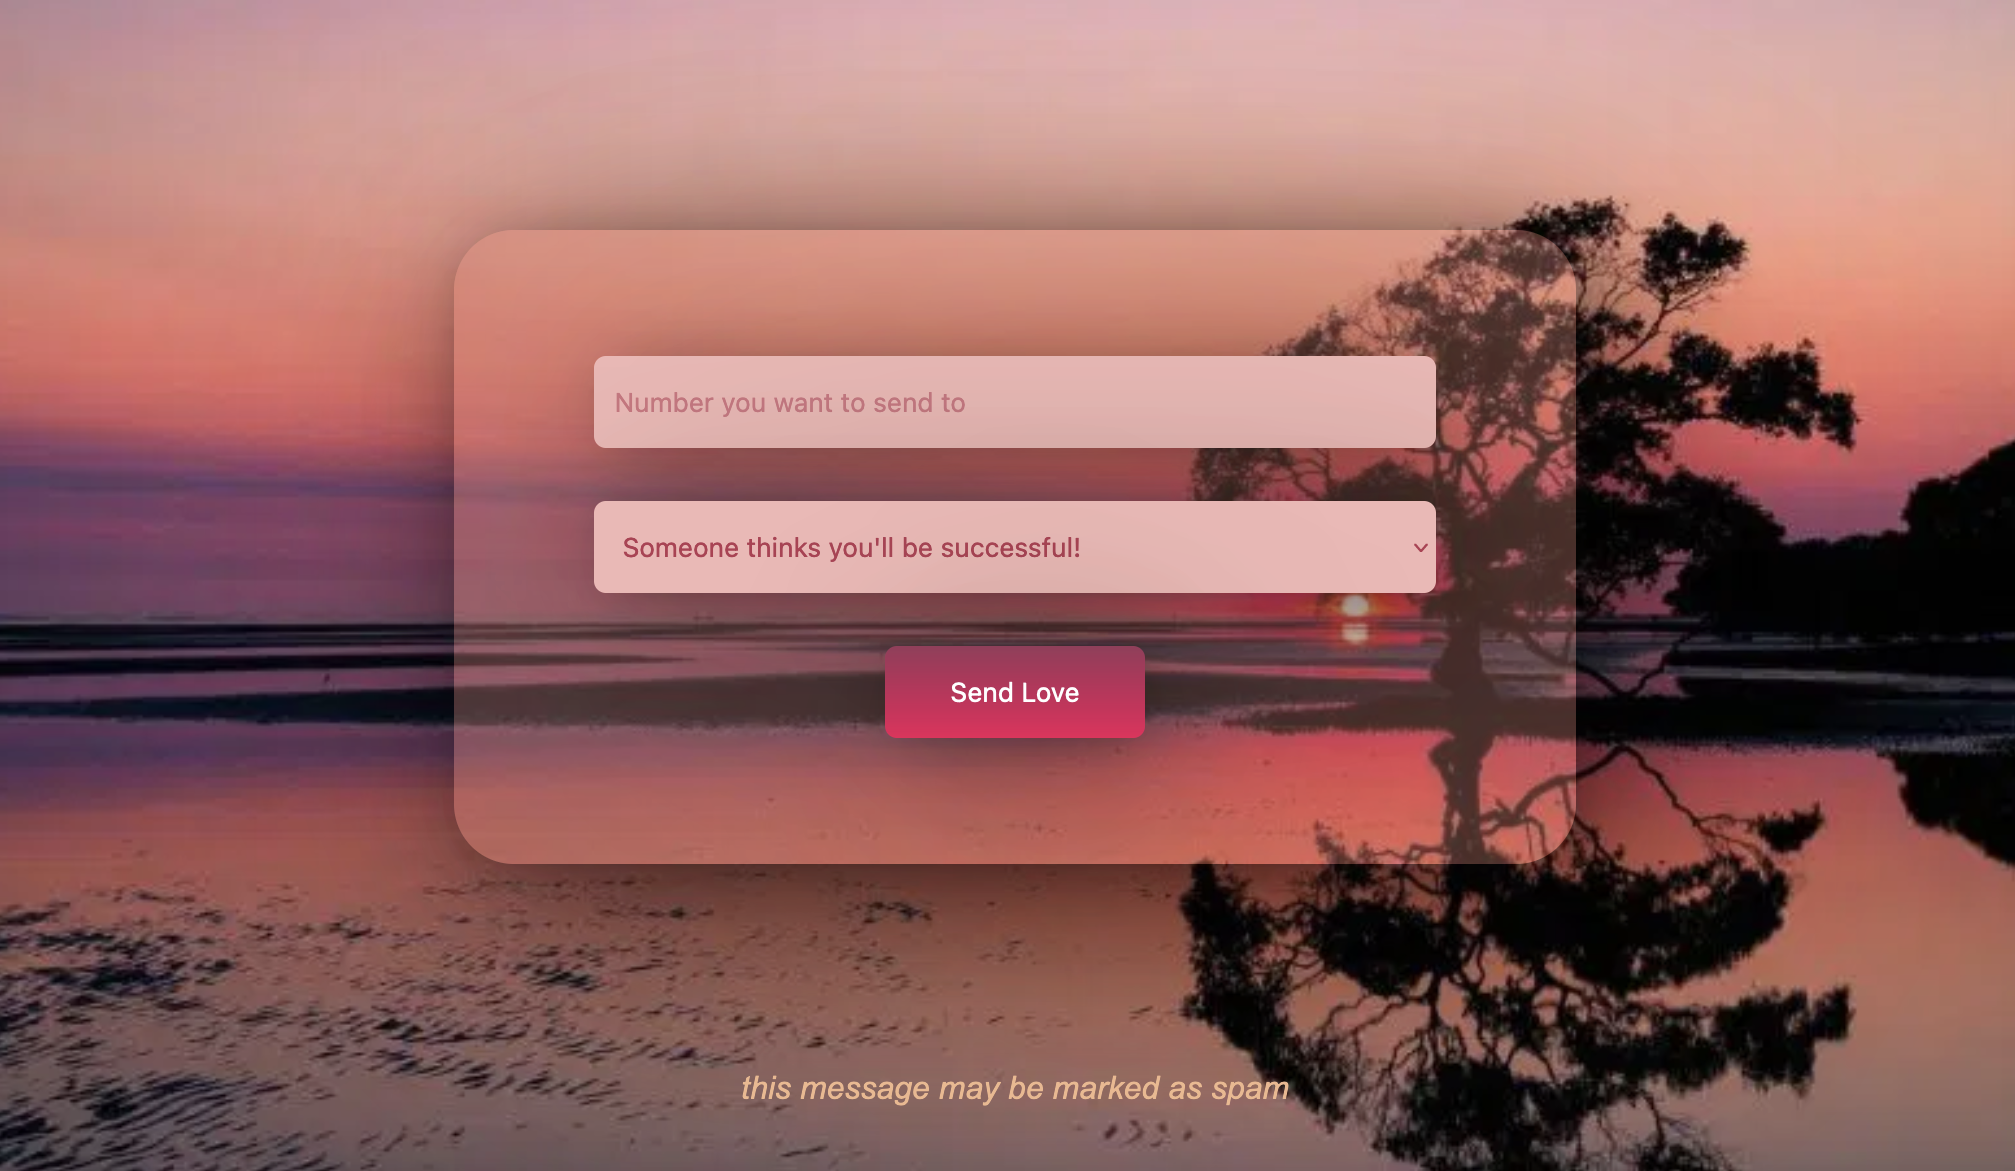 Number you want to send to
Someone thinks you'll be successful!
Send Love
this message may be marked as spam